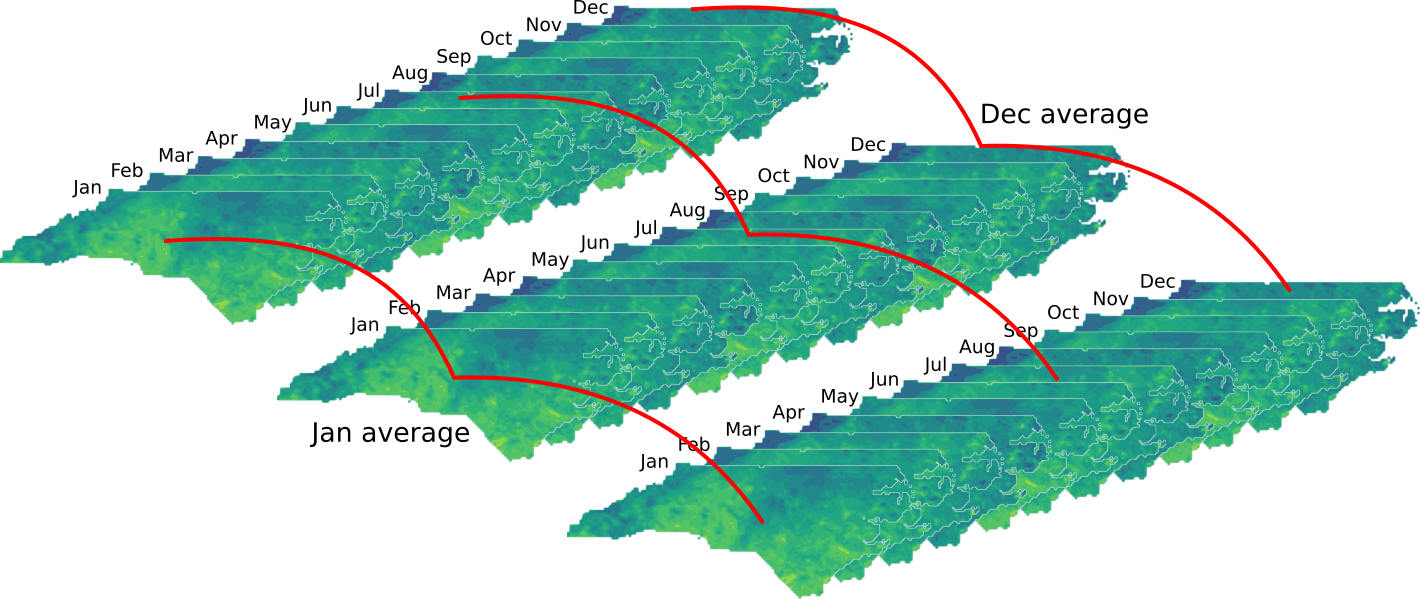 Dec
Nov
Oct
Sep
Aug
Jul
Jun
May
Apr
Mar
Feb
Jan
Dec average
Dec
Nov
Oct
Sep
Aug
Jul
Jun
May
Apr
Mar
Feb
Jan
Jan average
Dec
Nov
Oct
Sep
Aug
Jul
Jun
May
Apr
Mar
Feb
Jan